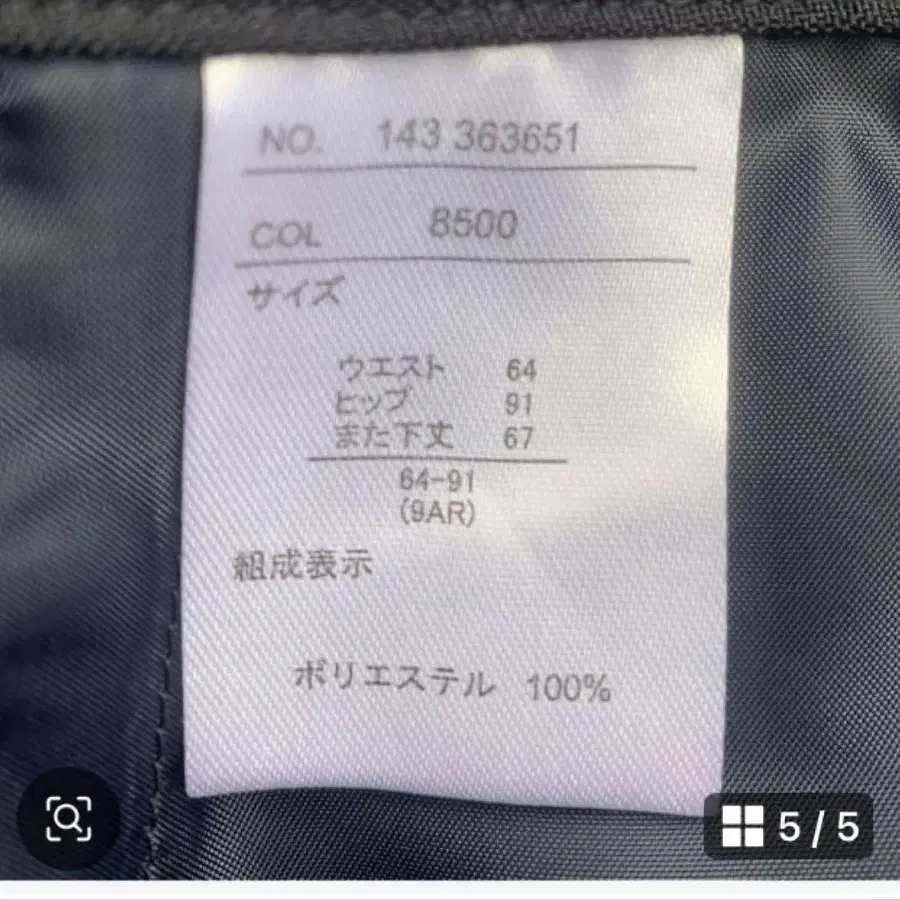 NO. 143 363651
COL 8500
サイズ
ウエスト 64
ヒップ 91
また下丈 67
64-91
(9AR)
組成表示
ポリエステル 100%
5 / 5